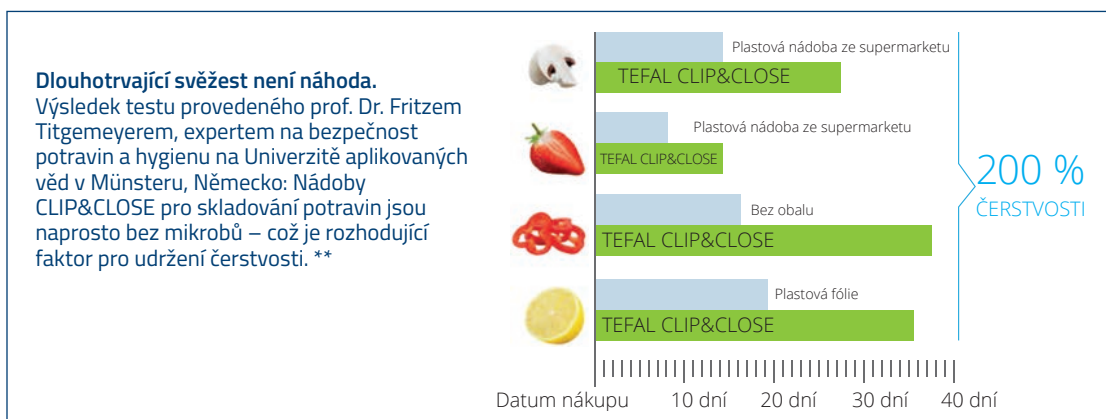 Dlouhotrvající svěžest není náhoda.
Výsledek testu provedeného prof. Dr. Fritzem
Titgemeyerem, expertem na bezpečnost
potravin a hygienu na Univerzitě aplikovaných
věd v Münsteru, Německo: Nádoby
CLIP&CLOSE pro skladování potravin jsou
naprosto bez mikrobů – což je rozhodující
faktor pro udržení čerstvosti. **
Plastová nádoba ze supermarketu
TEFAL CLIP&CLOSE
Plastová nádoba ze supermarketu
TEFAL CLIP&CLOSE
Bez obalu
TEFAL CLIP&CLOSE
Plastová fólie
TEFAL CLIP&CLOSE
200 %
ČERSTVOSTI
Datum nákupu 10 dní 20 dní 30 dní 40 dní